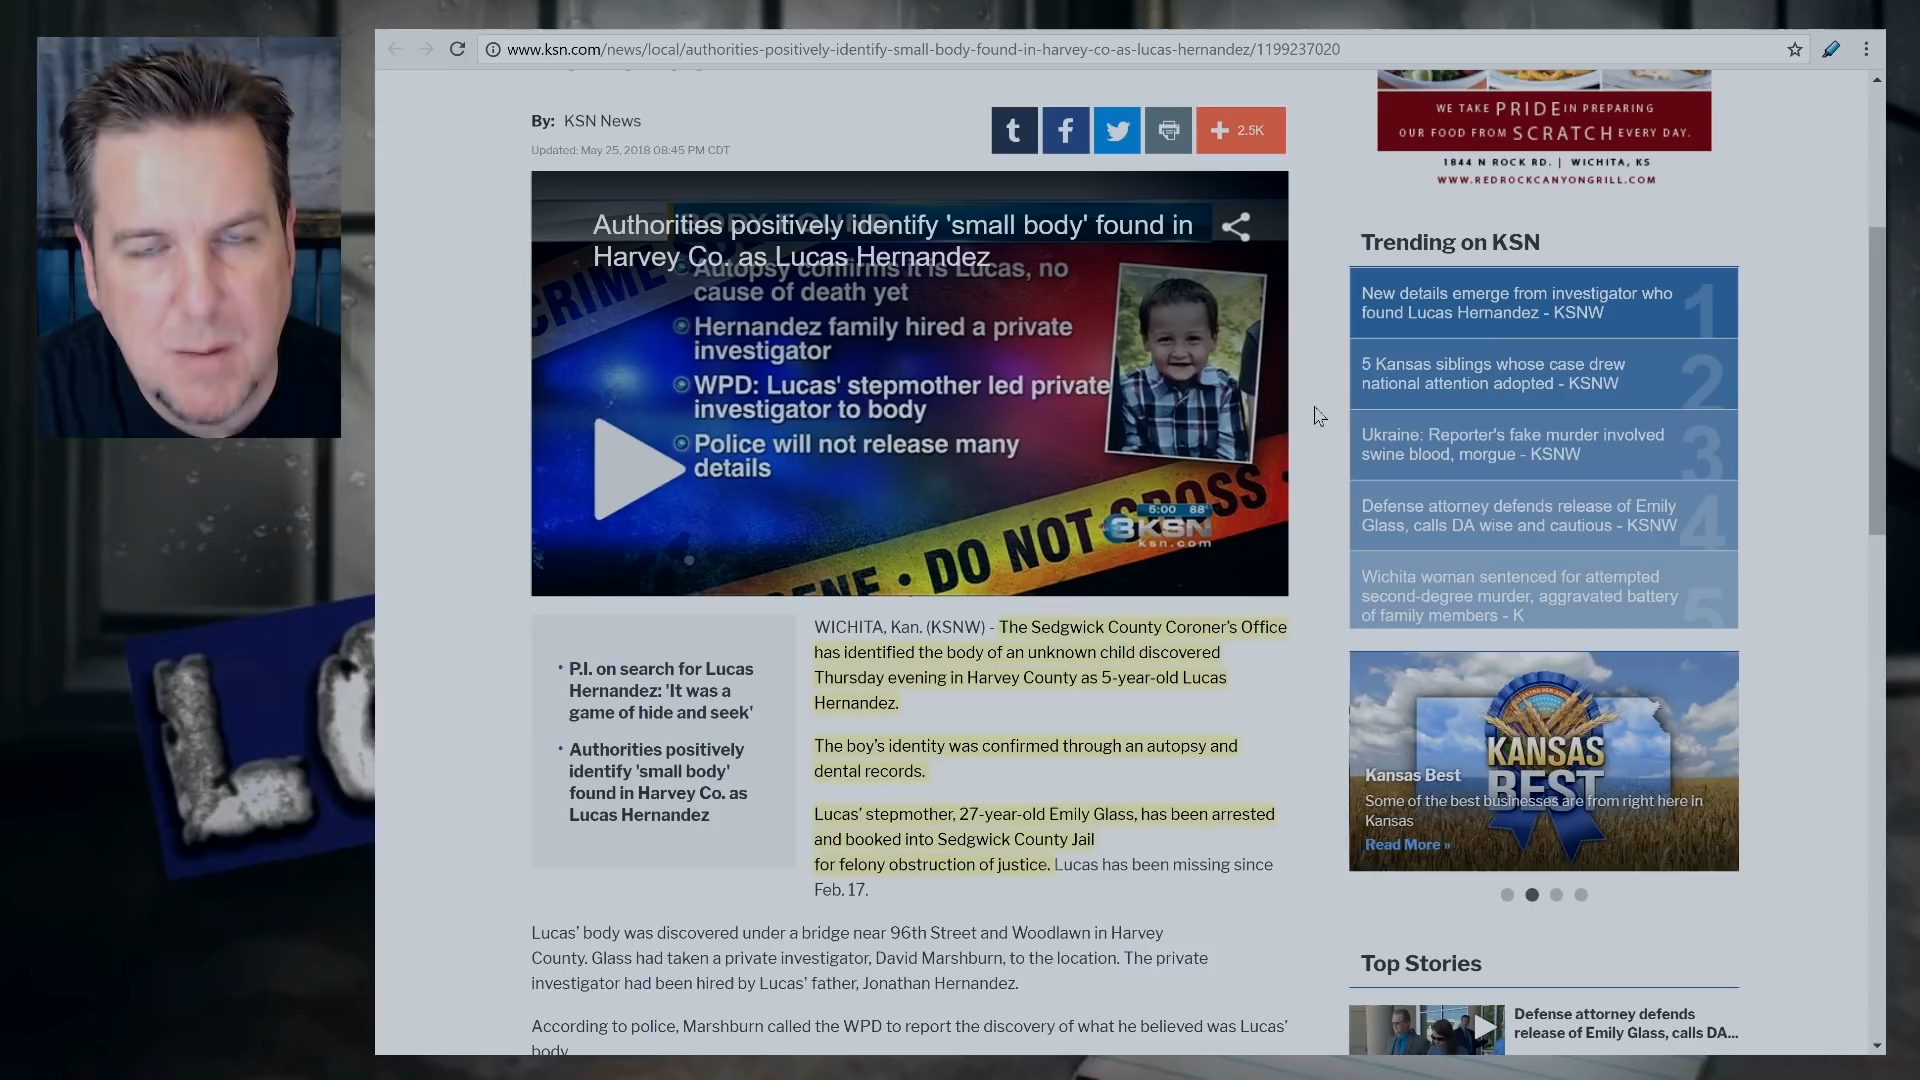 www.ksn.com/news/local/authorities-positively-identify-small-body-found-in-harvey-co-as-lucas-hernandez/1199237020
By: KSN News
Updated: May 25, 2018 08:45 PM CDT
t
f
2.5K
Authorities positively identify 'small body' found in
Harvey Co. as Lucas Hernandez
Autopsy confirms it is Lucas, no
cause of death yet
Hernandez family hired a private
investigator
WPD: Lucas' stepmother led private
investigator to body
Police will not release many
details
CRIME
DO NOT CROSS
5:00 88°
3KSN
ksn.com
• P.I. on search for Lucas
Hernandez: 'It was a
game of hide and seek'
• Authorities positively
identify 'small body'
found in Harvey Co. as
Lucas Hernandez
WICHITA, Kan. (KSNW) - The Sedgwick County Coroner's Office
has identified the body of an unknown child discovered
Thursday evening in Harvey County as 5-year-old Lucas
Hernandez.
The boy's identity was confirmed through an autopsy and
dental records.
Lucas' stepmother, 27-year-old Emily Glass, has been arrested
and booked into Sedgwick County Jail
for felony obstruction of justice. Lucas has been missing since
Feb. 17.
Lucas' body was discovered under a bridge near 96th Street and Woodlawn in Harvey
County. Glass had taken a private investigator, David Marshburn, to the location. The private
investigator had been hired by Lucas' father, Jonathan Hernandez.
According to police, Marshburn called the WPD to report the discovery of what he believed was Lucas'
body.
WE TAKE PRIDE IN PREPARING
OUR FOOD FROM SCRATCH EVERY DAY.
1844 N ROCK RD. | WICHITA, KS
WWW.REDROCKCANYONGRILL.COM
Trending on KSN
New details emerge from investigator who
found Lucas Hernandez - KSNW
1
5 Kansas siblings whose case drew
national attention adopted - KSNW
2
Ukraine: Reporter's fake murder involved
swine blood, morgue - KSNW
3
Defense attorney defends release of Emily
Glass, calls DA wise and cautious - KSNW
4
Wichita woman sentenced for attempted
second-degree murder, aggravated battery
of family members - K
5
KANSAS
BEST
Kansas Best
Some of the best businesses are from right here in
Kansas
Read More »
Top Stories
Defense attorney defends
release of Emily Glass, calls DA...